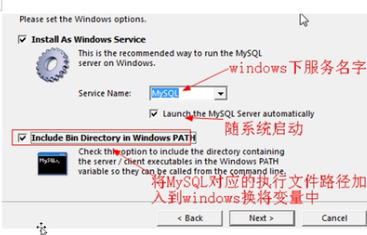 Please set the Windows options.
Install As Windows Service
This is the recommended way to run the MySQL
server on Windows.
Service Name:
MySQL
windows下服务名字
Launch the MySQL Server automatically
随系统启动
Include Bin Directory in Windows PATH
Check this option to include the directory containing
the server / client executables in the Windows PATH
variable so they can be called from the command line.
将MySQL对应的执行文件路径加
入到windows换将变量中
< Back
Next >
Cancel